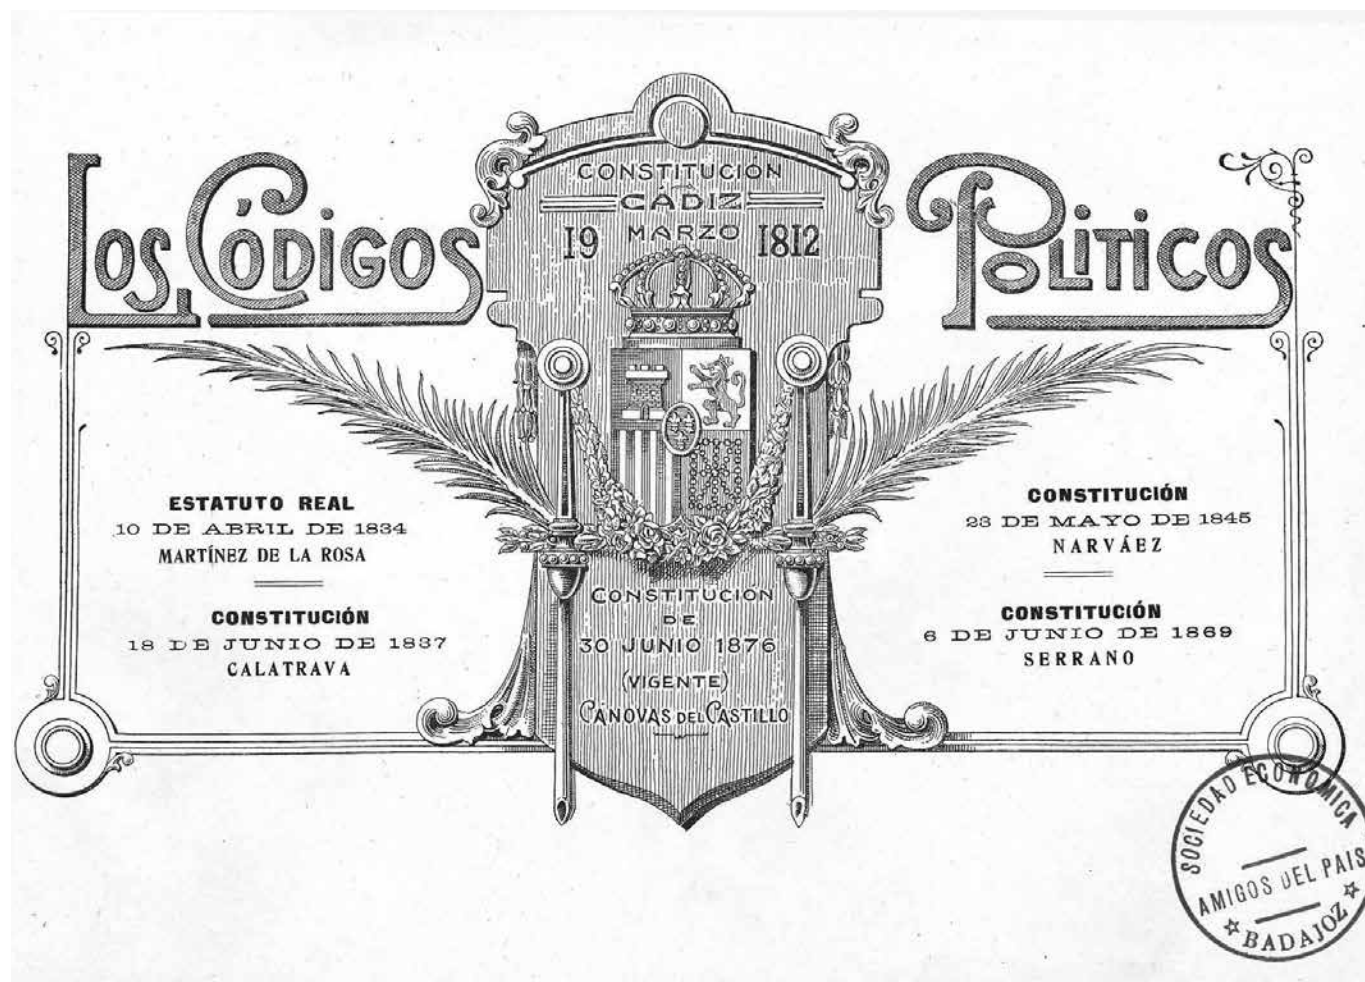 Los Códigos Políticos
CONSTITUCIÓN
CÁDIZ
19 MARZO 1812
ESTATUTO REAL
10 DE ABRIL DE 1834
MARTÍNEZ DE LA ROSA
CONSTITUCIÓN
18 DE JUNIO DE 1837
CALATRAVA
CONSTITUCIÓN
DE
30 JUNIO 1876
(VIGENTE)
CÁNOVAS DEL CASTILLO
CONSTITUCIÓN
23 DE MAYO DE 1845
NARVÁEZ
CONSTITUCIÓN
6 DE JUNIO DE 1869
SERRANO
SOCIEDAD ECONOMICA
AMIGOS DEL PAIS
BADAJOZ